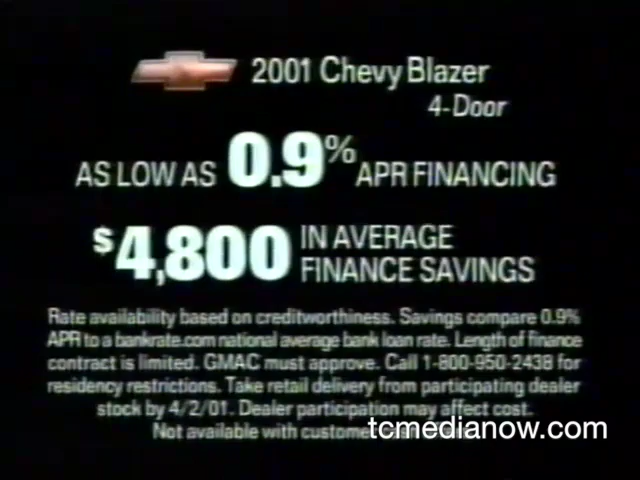 2001 Chevy Blazer
4-Door
AS LOW AS 0.9% APR FINANCING
$4,800 IN AVERAGE
FINANCE SAVINGS
Rate availability based on creditworthiness. Savings compare 0.9%
APR to a bankrate.com national average bank loan rate. Length of finance
contract is limited. GMAC must approve. Call 1-800-950-2438 for
residency restrictions. Take retail delivery from participating dealer
stock by 4/2/01. Dealer participation may affect cost.
Not available with customer
tcmedianow.com